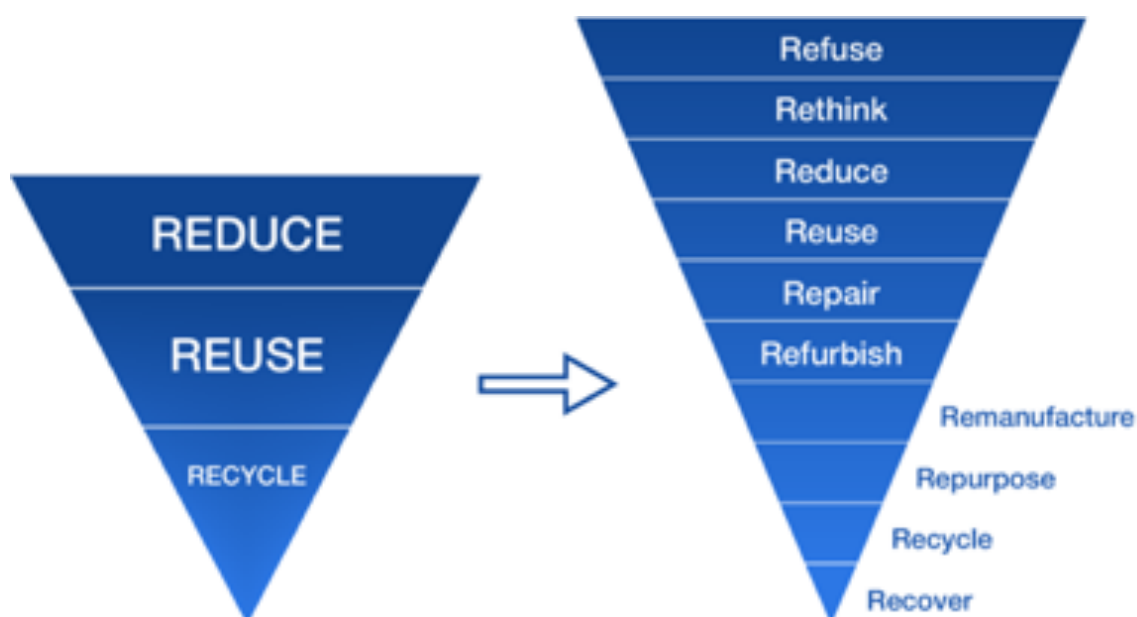 REDUCE
REUSE
RECYCLE
Refuse
Rethink
Reduce
Reuse
Repair
Refurbish
Remanufacture
Repurpose
Recycle
Recover